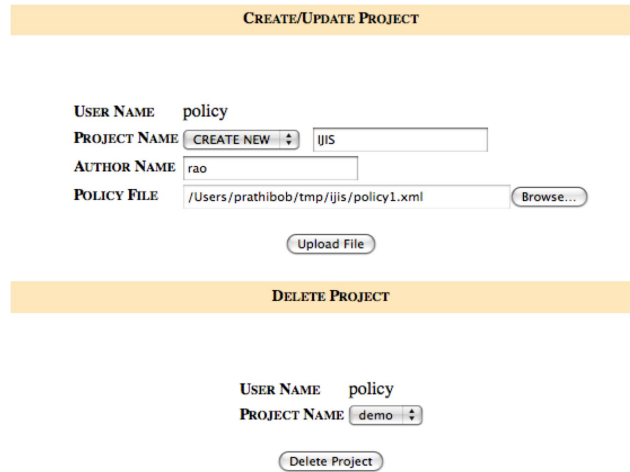 CREATE/UPDATE PROJECT
USER NAME policy
PROJECT NAME CREATE NEW IJIS
AUTHOR NAME rao
POLICY FILE /Users/prathibob/tmp/ijis/policy1.xml Browse...
Upload File
DELETE PROJECT
USER NAME policy
PROJECT NAME demo
Delete Project